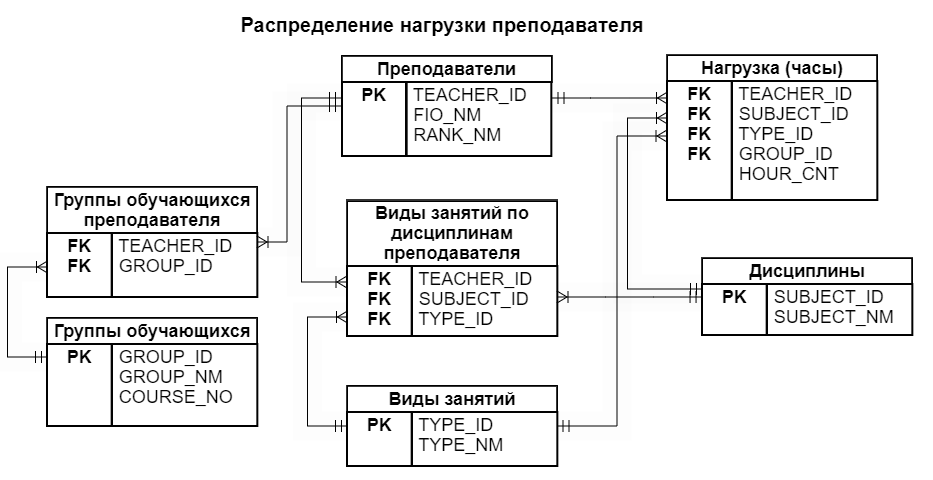 Распределение нагрузки преподавателя
Преподаватели
PK TEACHER_ID
FIO_NM
RANK_NM
Нагрузка (часы)
FK TEACHER_ID
FK SUBJECT_ID
FK TYPE_ID
FK GROUP_ID
HOUR_CNT
Группы обучающихся
преподавателя
FK TEACHER_ID
FK GROUP_ID
Виды занятий по
дисциплинам
преподавателя
FK TEACHER_ID
FK SUBJECT_ID
FK TYPE_ID
Дисциплины
PK SUBJECT_ID
SUBJECT_NM
Группы обучающихся
PK GROUP_ID
GROUP_NM
COURSE_NO
Виды занятий
PK TYPE_ID
TYPE_NM